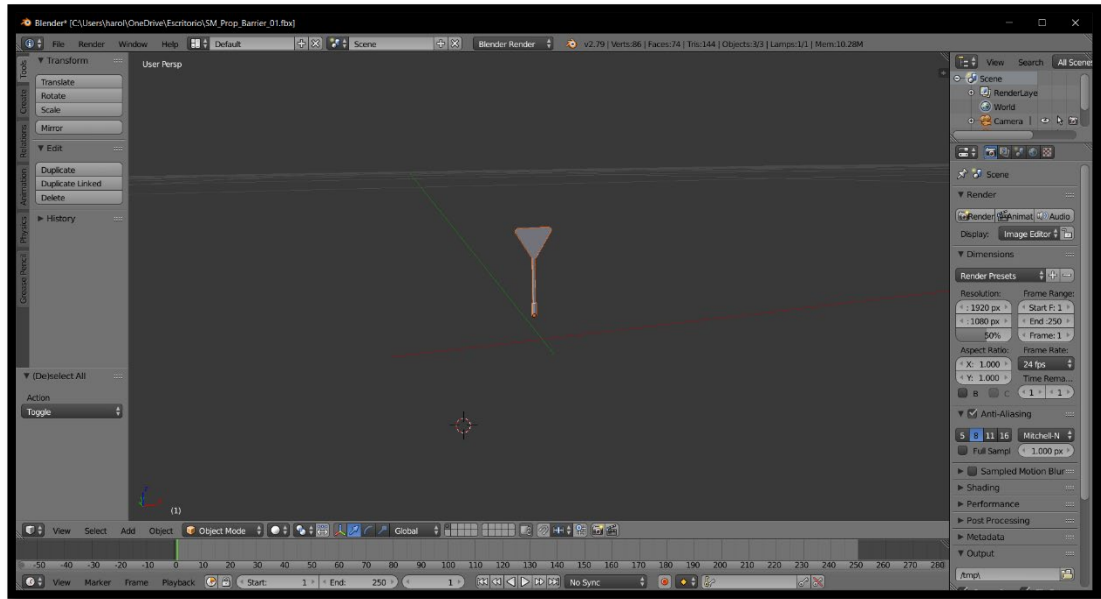 Blender* [C:\Users\harol\OneDrive\Escritorio\SM_Prop_Barrier_01.fbx]
File Render Window Help Default Scene Blender Render v2.79 | Verts:86 | Faces:74 | Tris:144 | Objects:3/3 | Lamps:1/1 | Mem:10.28M
Tools
Create
Relations
Animation
Physics
Grease Pencil
Transform
Translate
Rotate
Scale
Mirror
Edit
Duplicate
Duplicate Linked
Delete
History
(De)select All
Action
Toggle
User Persp
(1)
View Search All Scene
Scene
RenderLaye
World
Camera
Scene
Render
Render Animat Audio
Display: Image Editor
Dimensions
Render Presets
Resolution: Frame Range:
: 1920 px Start F: 1
: 1080 px End :250
50% Frame: 1
Aspect Ratio: Frame Rate:
X: 1.000 24 fps
Y: 1.000 Time Rema...
B C 1 1
Anti-Aliasing
5 8 11 16 Mitchell-N
Full Sampl 1.000 px
Sampled Motion Blur
Shading
Performance
Post Processing
Metadata
Output
/tmp\
View Select Add Object Object Mode Global
-50 -40 -30 -20 -10 0 10 20 30 40 50 60 70 80 90 100 110 120 130 140 150 160 170 180 190 200 210 220 230 240 250 260 270 280
View Marker Frame Playback Start: 1 End: 250 1 No Sync